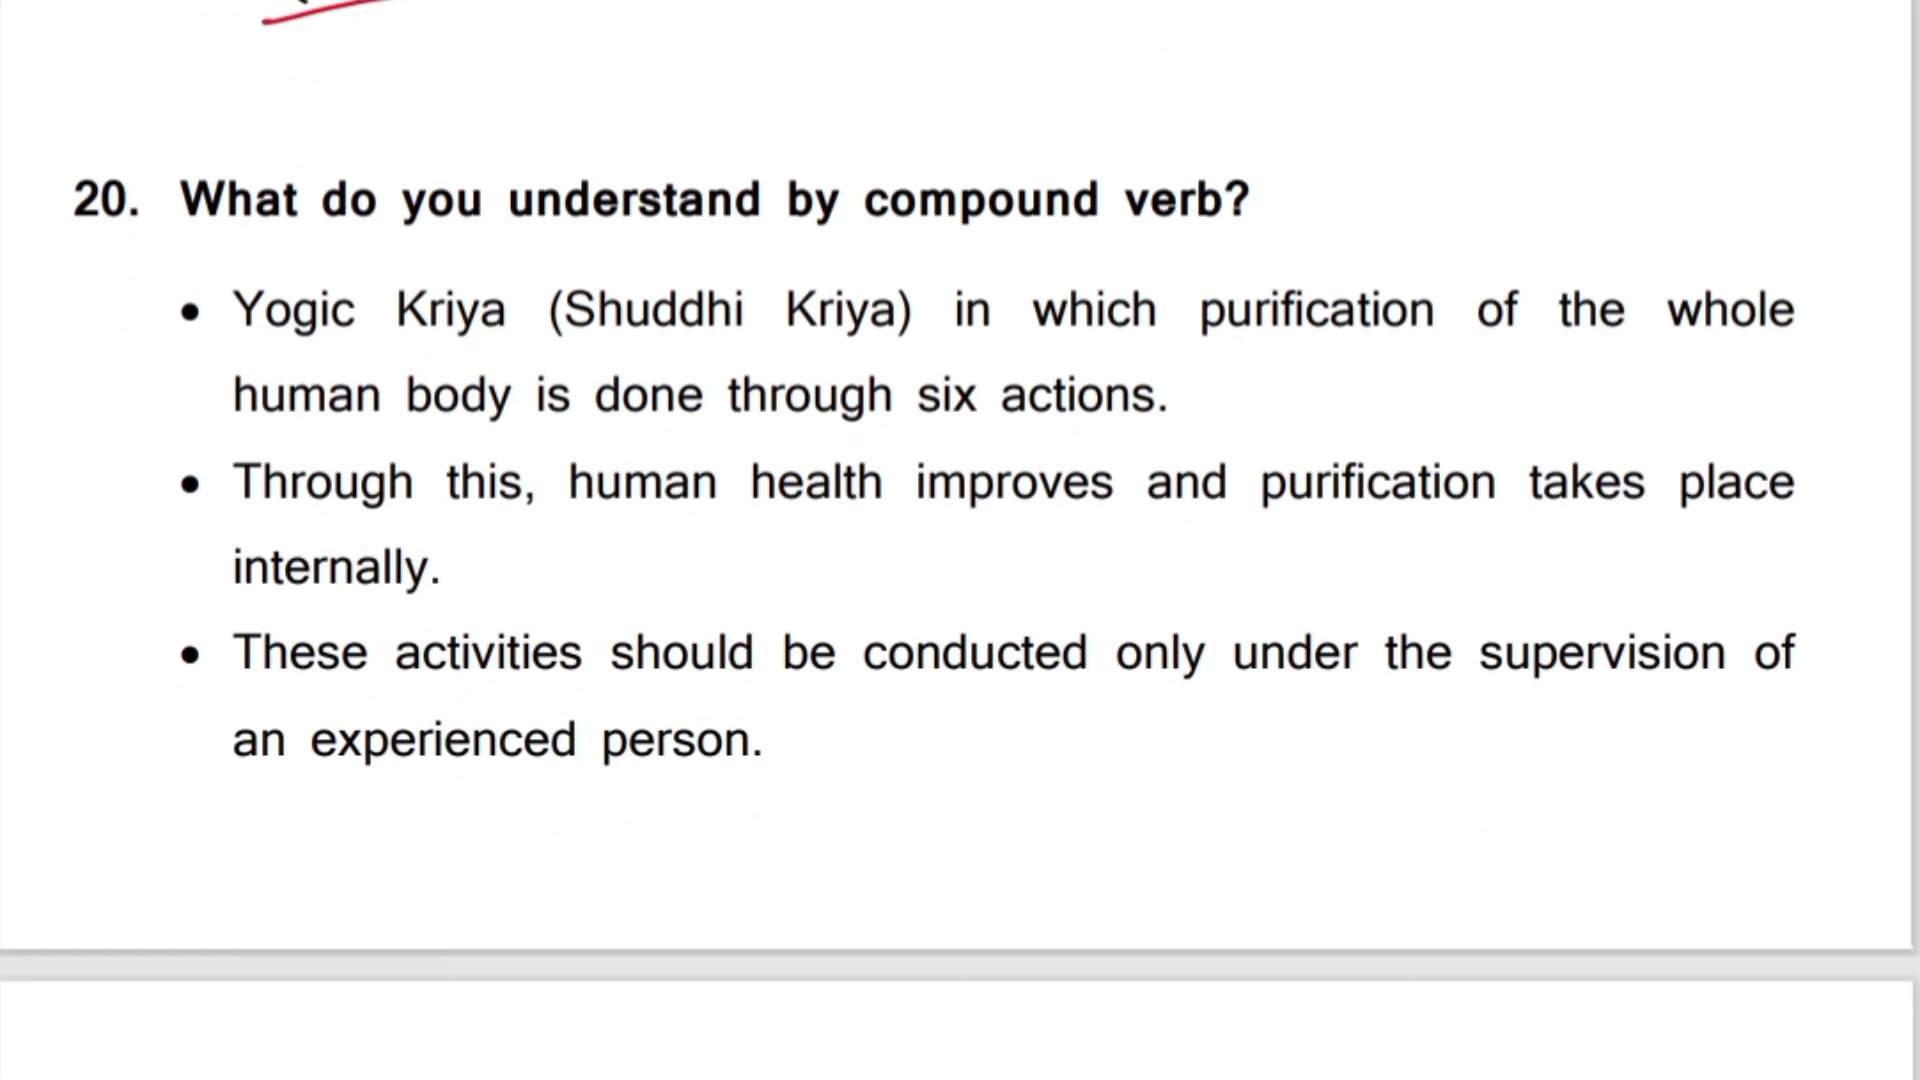 20. What do you understand by compound verb?
• Yogic Kriya (Shuddhi Kriya) in which purification of the whole
human body is done through six actions.
• Through this, human health improves and purification takes place
internally.
• These activities should be conducted only under the supervision of
an experienced person.